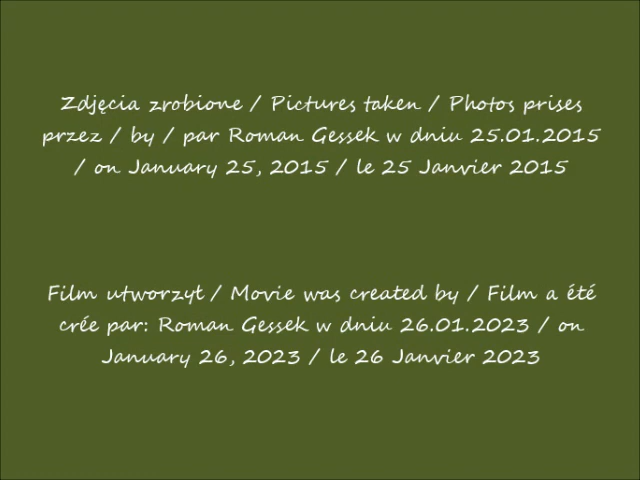 Zdjęcia zrobione / Pictures taken / Photos prises
przez / by / par Roman Gessek w dniu 25.01.2015
/ on January 25, 2015 / le 25 Janvier 2015
Film utworzył / Movie was created by / Film a été
crée par: Roman Gessek w dniu 26.01.2023 / on
January 26, 2023 / le 26 Janvier 2023